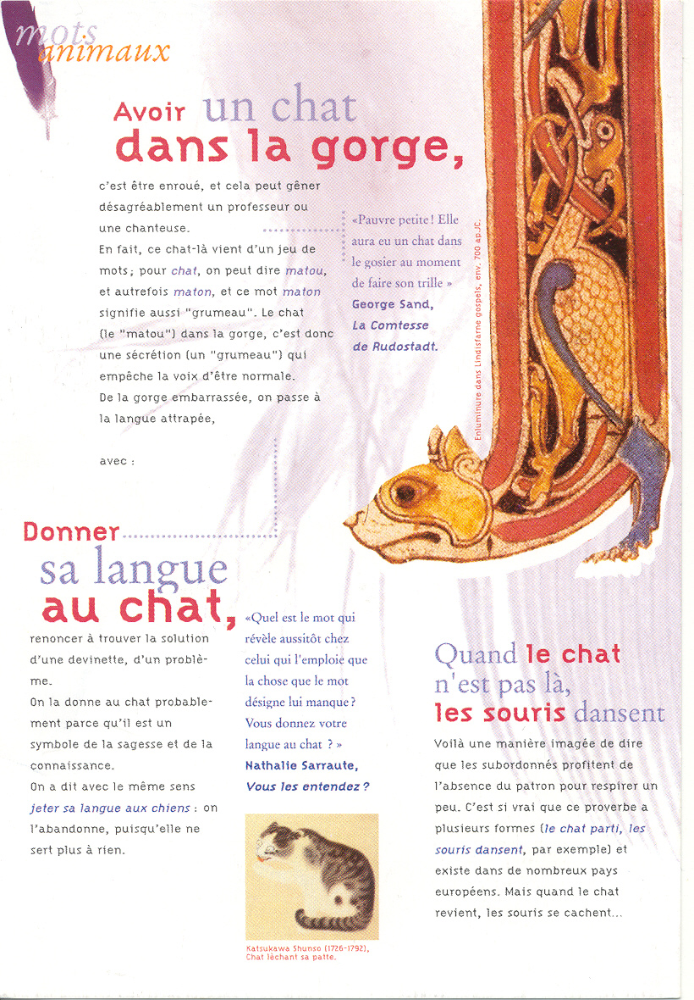 mots
animaux
Avoir un chat
dans la gorge,
c'est être enroué, et cela peut gêner
désagréablement un professeur ou
une chanteuse.
En fait, ce chat-là vient d'un jeu de
mots; pour chat, on peut dire matou,
et autrefois maton, et ce mot maton
signifie aussi "grumeau". Le chat
(le "matou") dans la gorge, c'est donc
une sécrétion (un "grumeau") qui
empêche la voix d'être normale.
De la gorge embarrassée, on passe à
la langue attrapée,
avec :
«Pauvre petite ! Elle
aura eu un chat dans
le gosier au moment
de faire son trille »
George Sand,
La Comtesse
de Rudostadt.
Enluminure dans Lindisfarne gospels, env. 700 ap.JC.
Donner
sa langue
au chat,
renoncer à trouver la solution
d'une devinette, d'un problè-
me.
On la donne au chat probable-
ment parce qu'il est un
symbole de la sagesse et de la
connaissance.
On a dit avec le même sens
jeter sa langue aux chiens : on
l'abandonne, puisqu'elle ne
sert plus à rien.
«Quel est le mot qui
révèle aussitôt chez
celui qui l'emploie que
la chose que le mot
désigne lui manque ?
Vous donnez votre
langue au chat ? »
Nathalie Sarraute,
Vous les entendez ?
Katsukawa Shunso (1726-1792),
Chat lèchant sa patte.
Quand le chat
n'est pas là,
les souris dansent
Voilà une manière imagée de dire
que les subordonnés profitent de
l'absence du patron pour respirer un
peu. C'est si vrai que ce proverbe a
plusieurs formes (le chat parti, les
souris dansent, par exemple) et
existe dans de nombreux pays
européens. Mais quand le chat
revient, les souris se cachent...